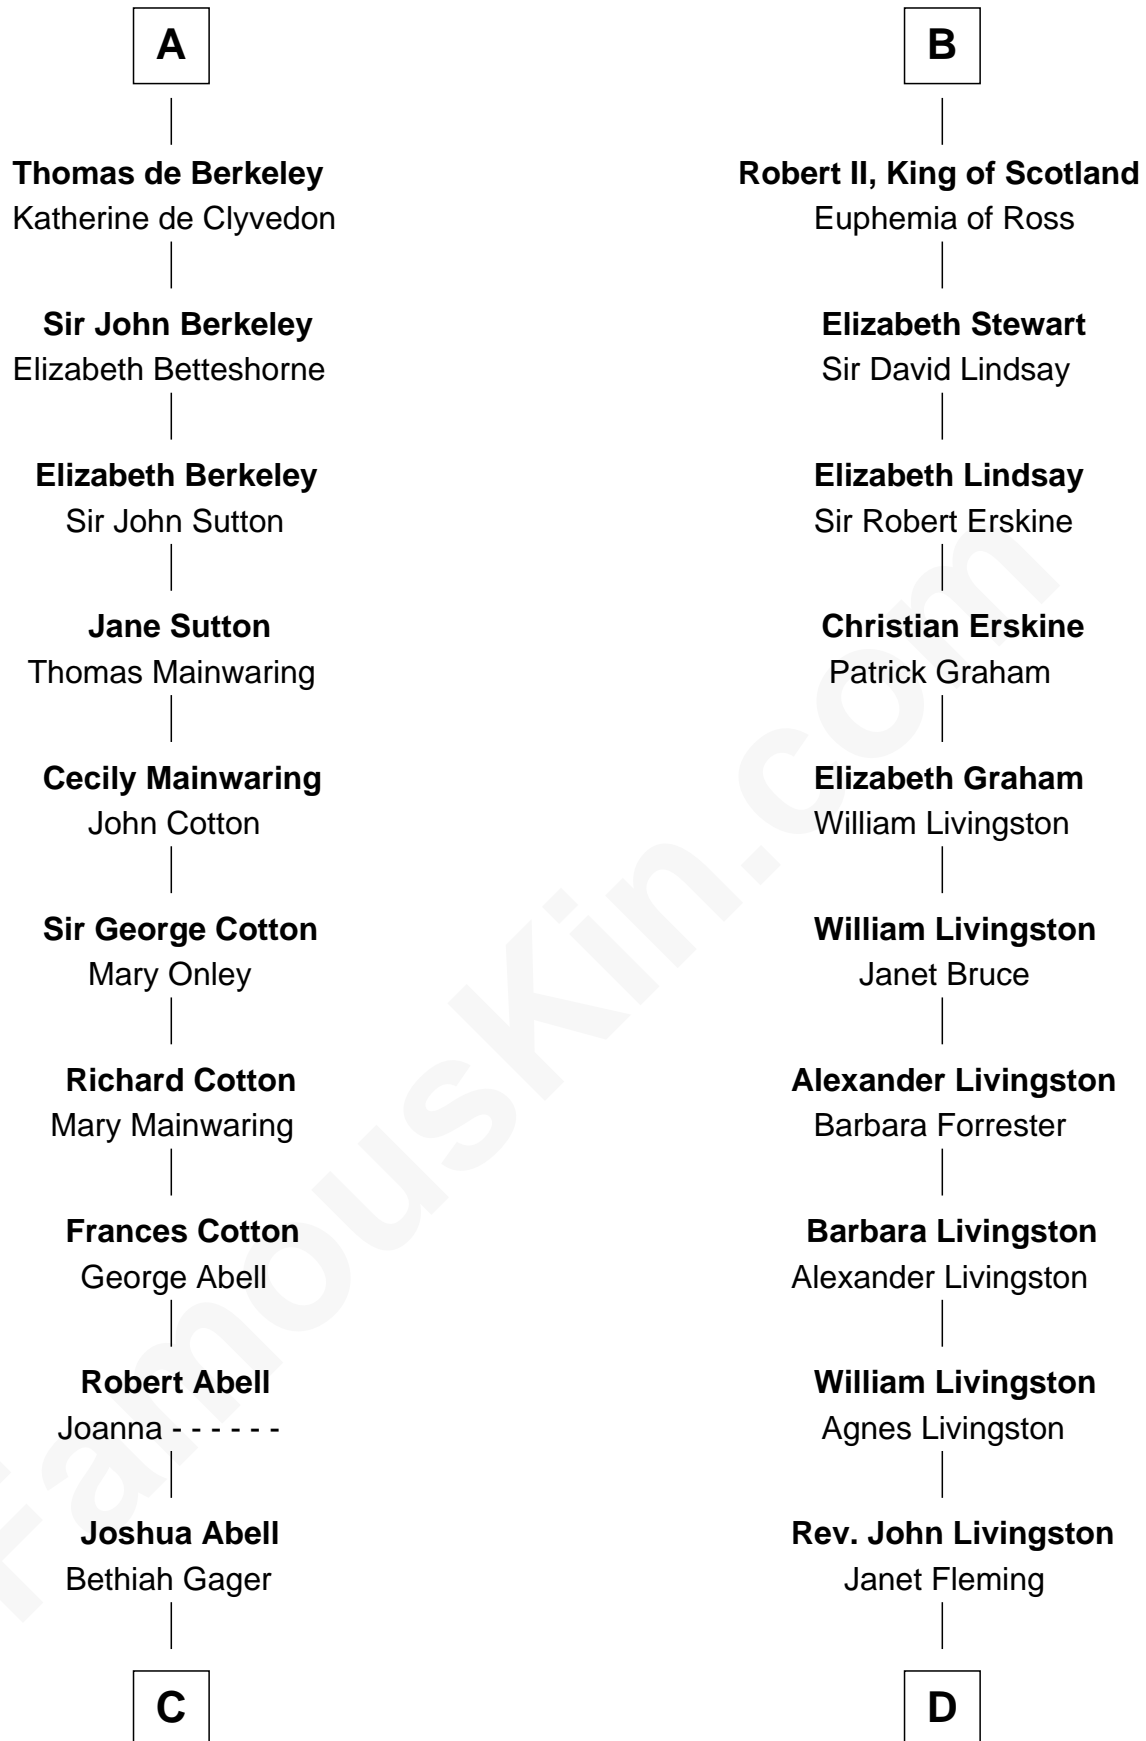 A
Thomas de Berkeley
Katherine de Clyvedon
Sir John Berkeley
Elizabeth Betteshorne
Elizabeth Berkeley
Sir John Sutton
Jane Sutton
Thomas Mainwaring
Cecily Mainwaring
John Cotton
Sir George Cotton
Mary Onley
Richard Cotton
Mary Mainwaring
Frances Cotton
George Abell
Robert Abell
Joanna - - - - - -
Joshua Abell
Bethiah Gager
C
B
Robert II, King of Scotland
Euphemia of Ross
Elizabeth Stewart
Sir David Lindsay
Elizabeth Lindsay
Sir Robert Erskine
Christian Erskine
Patrick Graham
Elizabeth Graham
William Livingston
William Livingston
Janet Bruce
Alexander Livingston
Barbara Forrester
Barbara Livingston
Alexander Livingston
William Livingston
Agnes Livingston
Rev. John Livingston
Janet Fleming
D
FamousKin.com